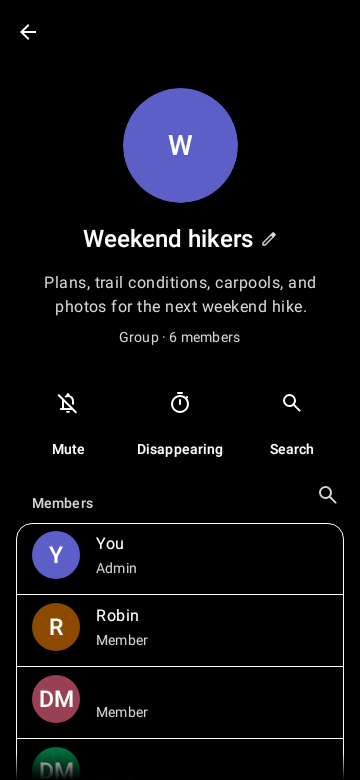 W
Weekend hikers
Plans, trail conditions, carpools, and
photos for the next weekend hike.
Group · 6 members
Mute
Disappearing
Search
Members
Y
You
Admin
R
Robin
Member
DM
Member
DM